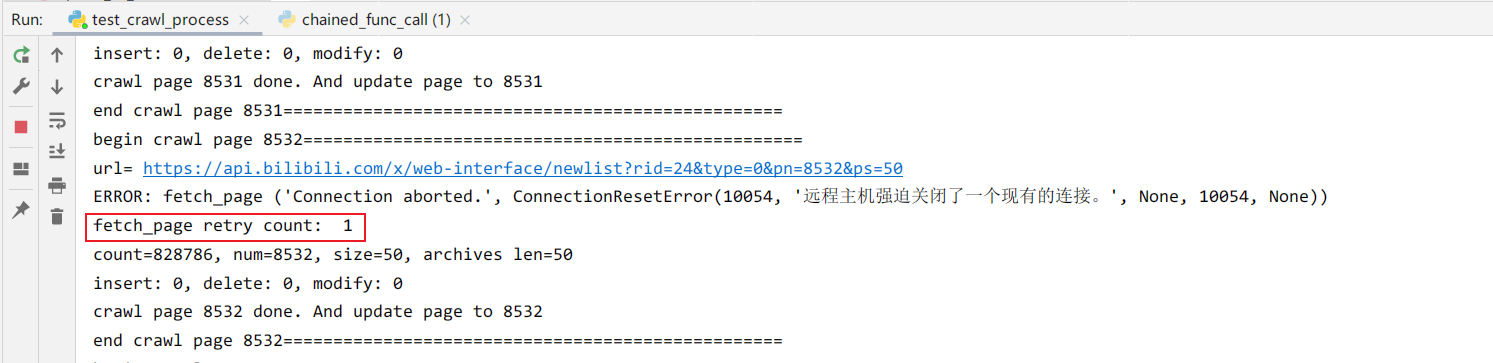 Run: test_crawl_process × chained_func_call (1) ×
insert: 0, delete: 0, modify: 0
crawl page 8531 done. And update page to 8531
end crawl page 8531==================================================
begin crawl page 8532==================================================
url= https://api.bilibili.com/x/web-interface/newlist?rid=24&type=0&pn=8532&ps=50
ERROR: fetch_page ('Connection aborted.', ConnectionResetError(10054, '远程主机强迫关闭了一个现有的连接。', None, 10054, None))
fetch_page retry count:  1
count=828786, num=8532, size=50, archives len=50
insert: 0, delete: 0, modify: 0
crawl page 8532 done. And update page to 8532
end crawl page 8532==================================================